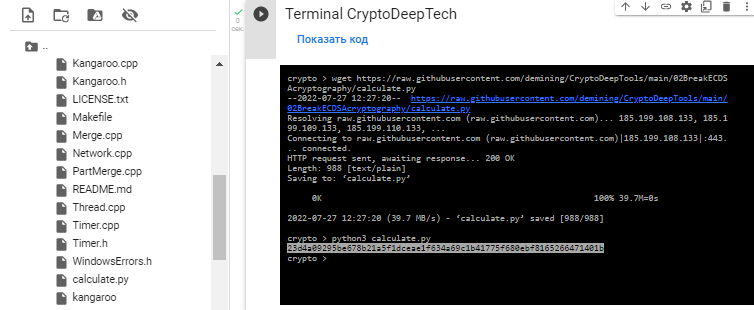 ..
Kangaroo.cpp
Kangaroo.h
LICENSE.txt
Makefile
Merge.cpp
Network.cpp
PartMerge.cpp
README.md
Thread.cpp
Timer.cpp
Timer.h
WindowsErrors.h
calculate.py
kangaroo
0
Terminal CryptoDeepTech
Показать код
crypto > wget https://raw.githubusercontent.com/demining/CryptoDeepTools/main/02BreakECDS
Acryptography/calculate.py
--2022-07-27 12:27:20-- https://raw.githubusercontent.com/demining/CryptoDeepTools/main/
02BreakECDSAcryptography/calculate.py
Resolving raw.githubusercontent.com (raw.githubusercontent.com)... 185.199.108.133, 185.1
99.109.133, 185.199.110.133, ...
Connecting to raw.githubusercontent.com (raw.githubusercontent.com)|185.199.108.133|:443.
.. connected.
HTTP request sent, awaiting response... 200 OK
Length: 988 [text/plain]
Saving to: ‘calculate.py’
0K 100% 39.7M=0s
2022-07-27 12:27:20 (39.7 MB/s) - ‘calculate.py’ saved [988/988]
crypto > python3 calculate.py
23d4a09295be678b21a5f1dceae1f634a69c1b41775f680ebf8165266471401b
crypto >